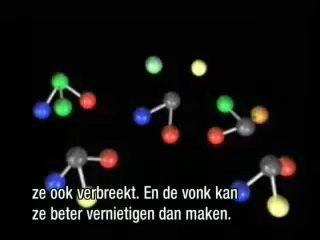 ze ook verbreekt. En de vonk kan
ze beter vernietigen dan maken.